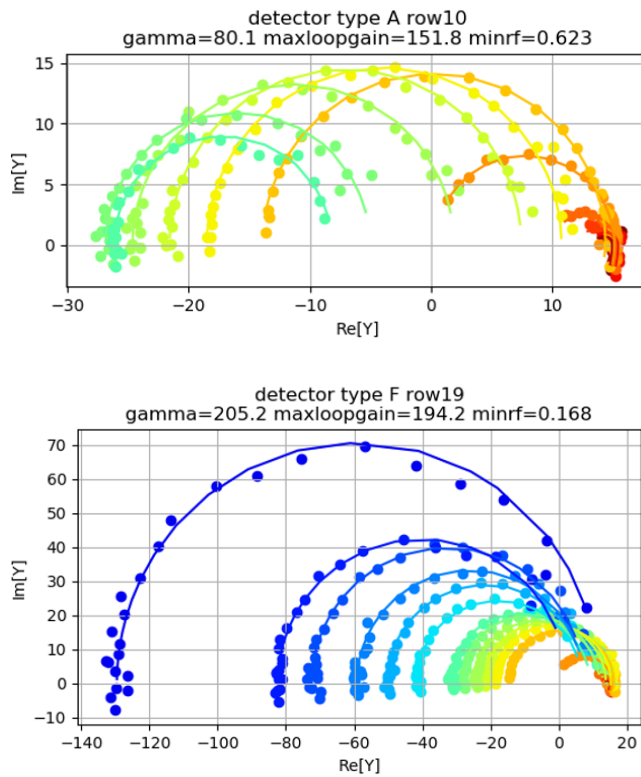 detector type A row10
gamma=80.1 maxloopgain=151.8 minrf=0.623
15
10
5
0
Im[Y]
−30 −20 −10 0 10
Re[Y]
detector type F row19
gamma=205.2 maxloopgain=194.2 minrf=0.168
70
60
50
40
30
20
10
0
−10
Im[Y]
−140 −120 −100 −80 −60 −40 −20 0 20
Re[Y]